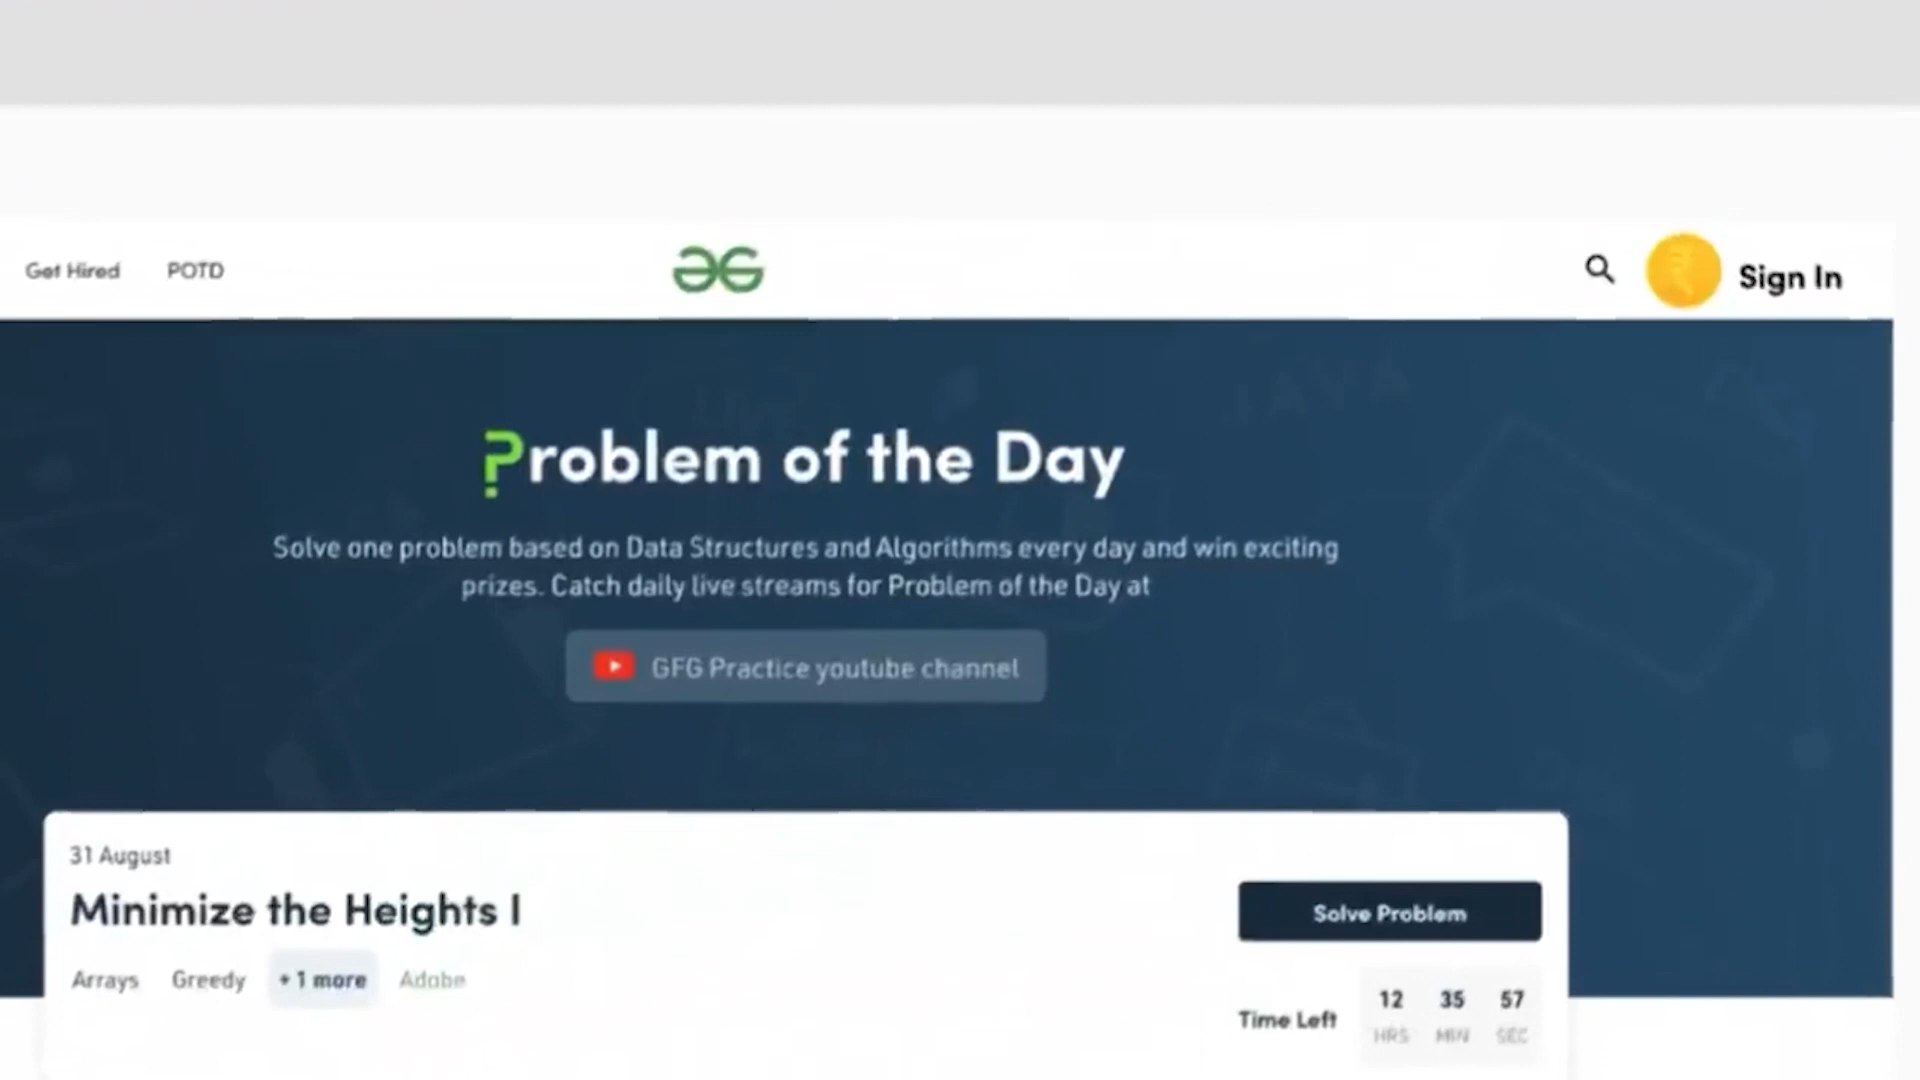 Get Hired POTD
Sign In
Problem of the Day
Solve one problem based on Data Structures and Algorithms every day and win exciting
prizes. Catch daily live streams for Problem of the Day at
GFG Practice youtube channel
31 August
Minimize the Heights I
Solve Problem
Arrays Greedy + 1 more Adobe
Time Left
12 35 57
HRS MIN SEC
JAVA